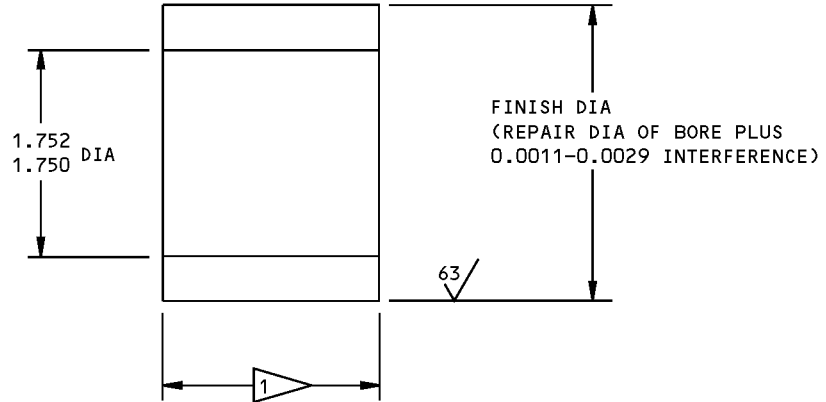 1.752
1.750 DIA
FINISH DIA
(REPAIR DIA OF BORE PLUS
0.0011-0.0029 INTERFERENCE)
63
1